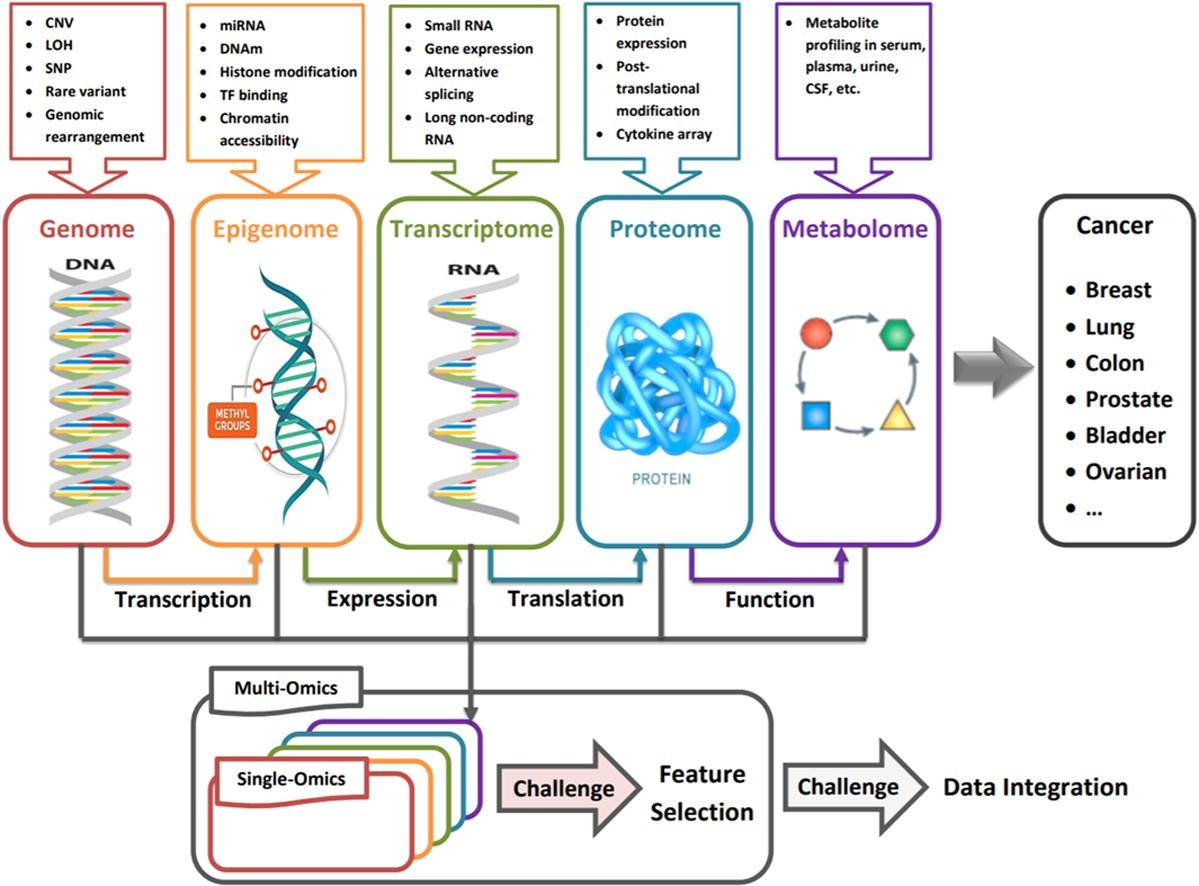 • CNV
• LOH
• SNP
• Rare variant
• Genomic
rearrangement
• miRNA
• DNAm
• Histone modification
• TF binding
• Chromatin
accessibility
• Small RNA
• Gene expression
• Alternative
splicing
• Long non-coding
RNA
• Protein
expression
• Post-
translational
modification
• Cytokine array
• Metabolite
profiling in serum,
plasma, urine,
CSF, etc.
Genome
DNA
Epigenome
METHYL
GROUPS
Transcriptome
RNA
Proteome
PROTEIN
Metabolome
Cancer
• Breast
• Lung
• Colon
• Prostate
• Bladder
• Ovarian
• ...
Transcription
Expression
Translation
Function
Multi-Omics
Single-Omics
Challenge
Feature
Selection
Challenge
Data Integration